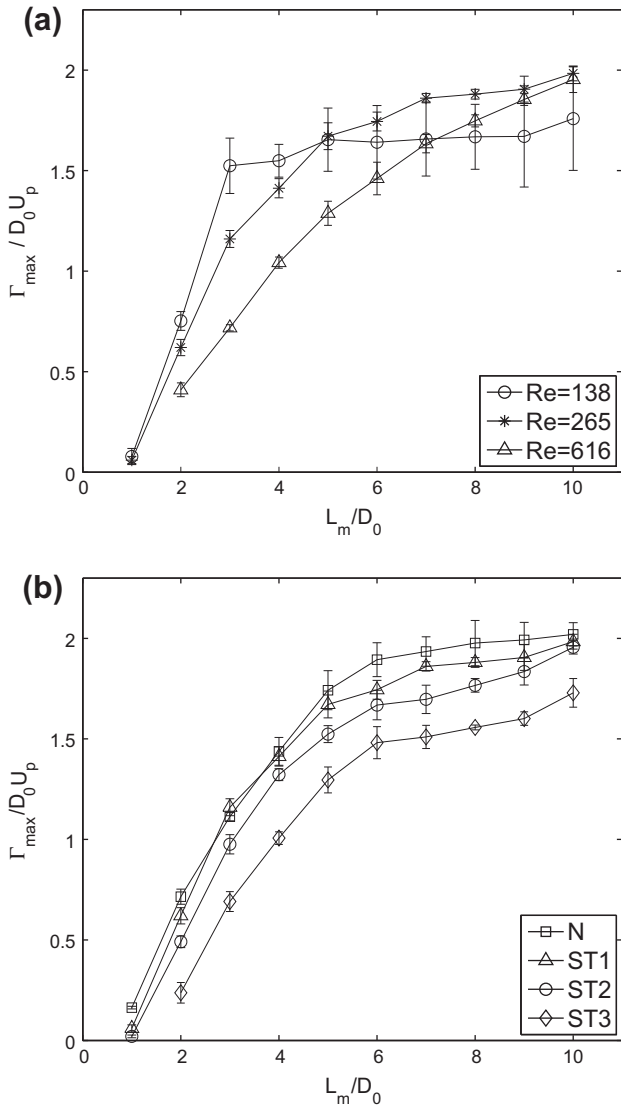 (a)
2
1.5
1
0.5
0
Γmax / D0Up
0 2 4 6 8 10
Lm/D0
Re=138
Re=265
Re=616
(b)
2
1.5
1
0.5
0
Γmax/D0Up
0 2 4 6 8 10
Lm/D0
N
ST1
ST2
ST3